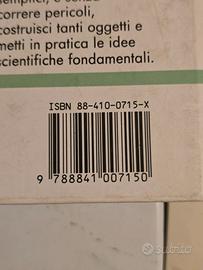 correre pericoli,
costruisci tanti oggetti e
metti in pratica le idee
scientifiche fondamentali.
ISBN 88-410-0715-X
9 788841 007150
subito